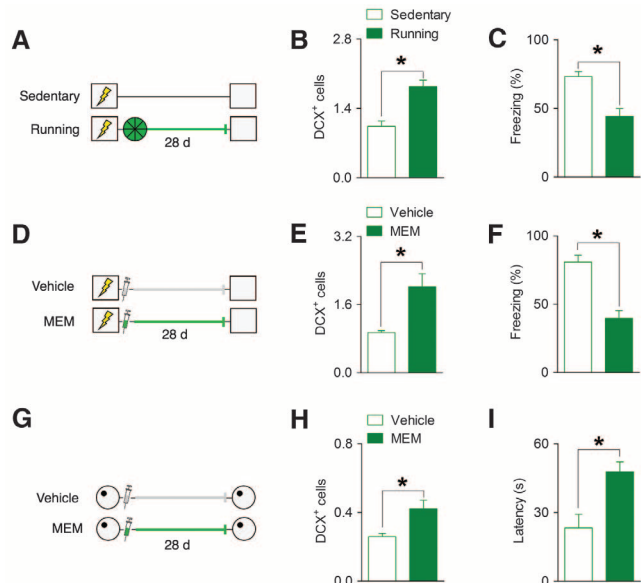 A
Sedentary
Running
28 d
B
Sedentary
Running
DCX+ cells
2.8
1.4
0.0
*
C
Freezing (%)
100
50
0
*
D
Vehicle
MEM
28 d
E
Vehicle
MEM
DCX+ cells
3.2
1.6
0.0
*
F
Freezing (%)
100
50
0
*
G
Vehicle
MEM
28 d
H
Vehicle
MEM
DCX+ cells
0.8
0.4
0.0
*
I
Latency (s)
60
30
0
*